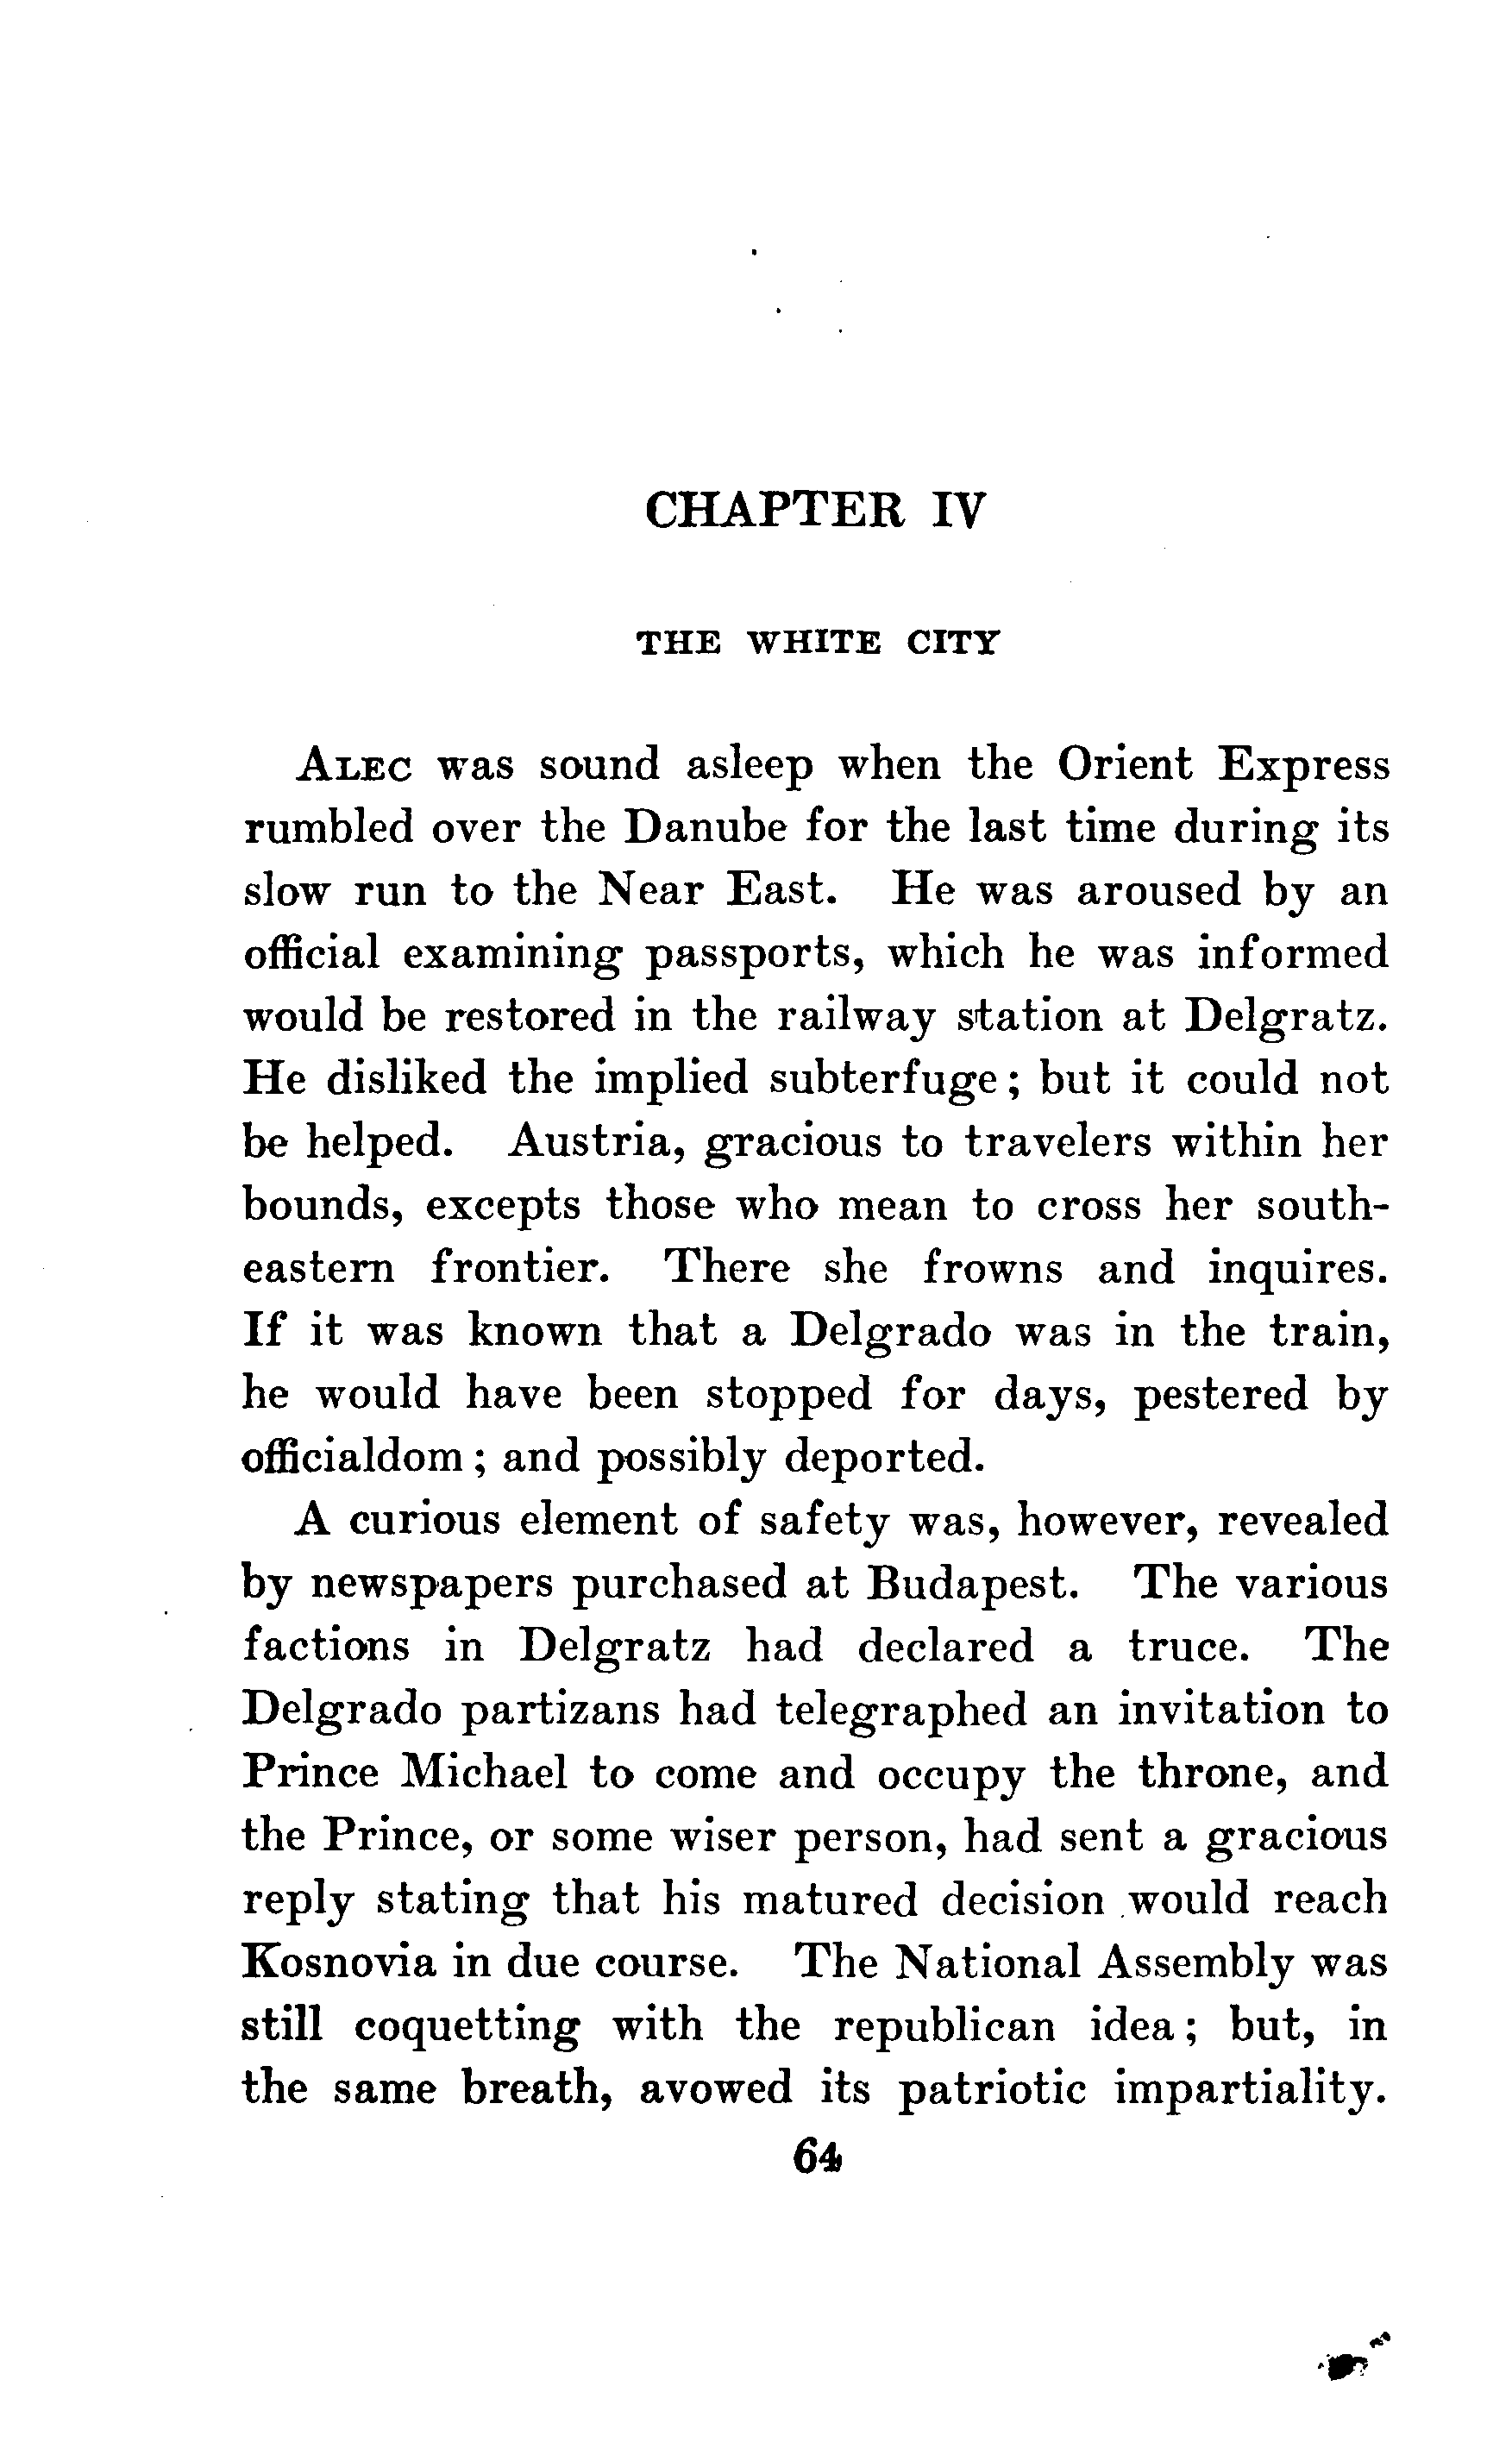 CHAPTER IV
THE WHITE CITY
Alec was sound asleep when the Orient Express
rumbled over the Danube for the last time during its
slow run to the Near East. He was aroused by an
official examining passports, which he was informed
would be restored in the railway station at Delgratz.
He disliked the implied subterfuge; but it could not
be helped. Austria, gracious to travelers within her
bounds, excepts those who mean to cross her south-
eastern frontier. There she frowns and inquires.
If it was known that a Delgrado was in the train,
he would have been stopped for days, pestered by
officialdom; and possibly deported.
A curious element of safety was, however, revealed
by newspapers purchased at Budapest. The various
factions in Delgratz had declared a truce. The
Delgrado partizans had telegraphed an invitation to
Prince Michael to come and occupy the throne, and
the Prince, or some wiser person, had sent a gracious
reply stating that his matured decision would reach
Kosnovia in due course. The National Assembly was
still coquetting with the republican idea; but, in
the same breath, avowed its patriotic impartiality.
64